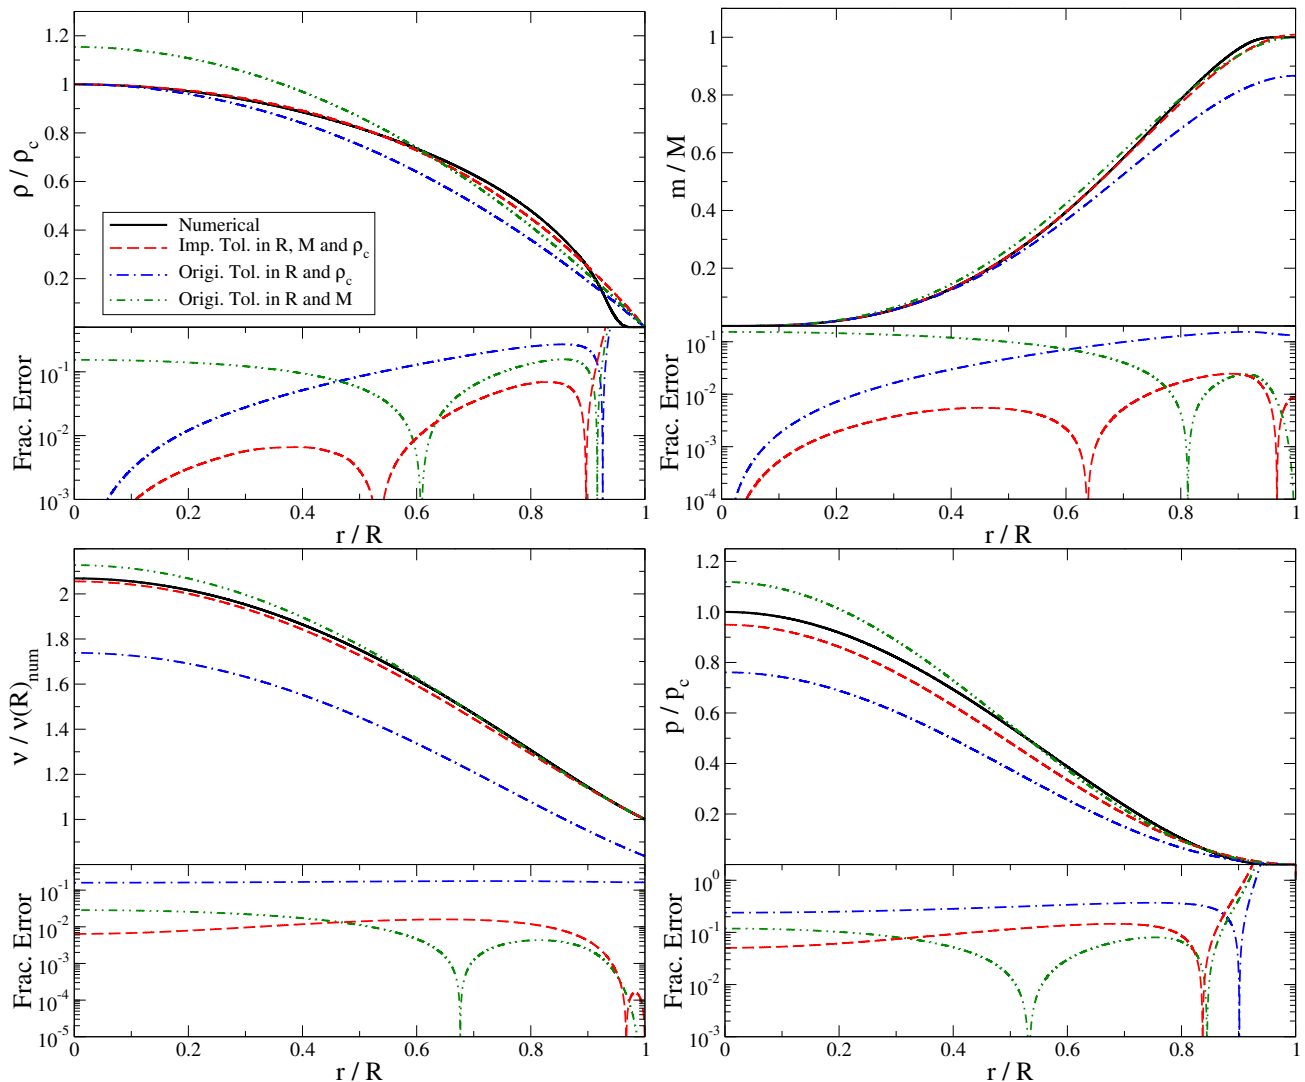 1.2
1
0.8
0.6
0.4
0.2
ρ / ρ_c
Numerical
Imp. Tol. in R, M and ρ_c
Origi. Tol. in R and ρ_c
Origi. Tol. in R and M
10^-1
10^-2
10^-3
Frac. Error
0 0.2 0.4 0.6 0.8 1
r / R
1
0.8
0.6
0.4
0.2
m / M
10^-1
10^-2
10^-3
10^-4
Frac. Error
0 0.2 0.4 0.6 0.8 1
r / R
2
1.8
1.6
1.4
1.2
1
ν / ν(R)_num
10^-1
10^-2
10^-3
10^-4
10^-5
Frac. Error
0 0.2 0.4 0.6 0.8 1
r / R
1.2
1.0
0.8
0.6
0.4
0.2
p / p_c
10^0
10^-1
10^-2
10^-3
Frac. Error
0 0.2 0.4 0.6 0.8 1
r / R